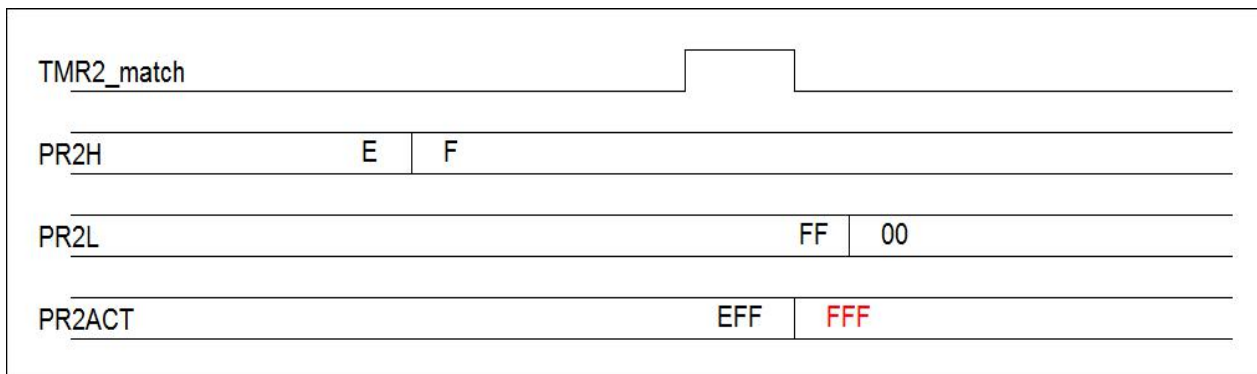 TMR2_match
PR2H E F
PR2L FF 00
PR2ACT EFF FFF